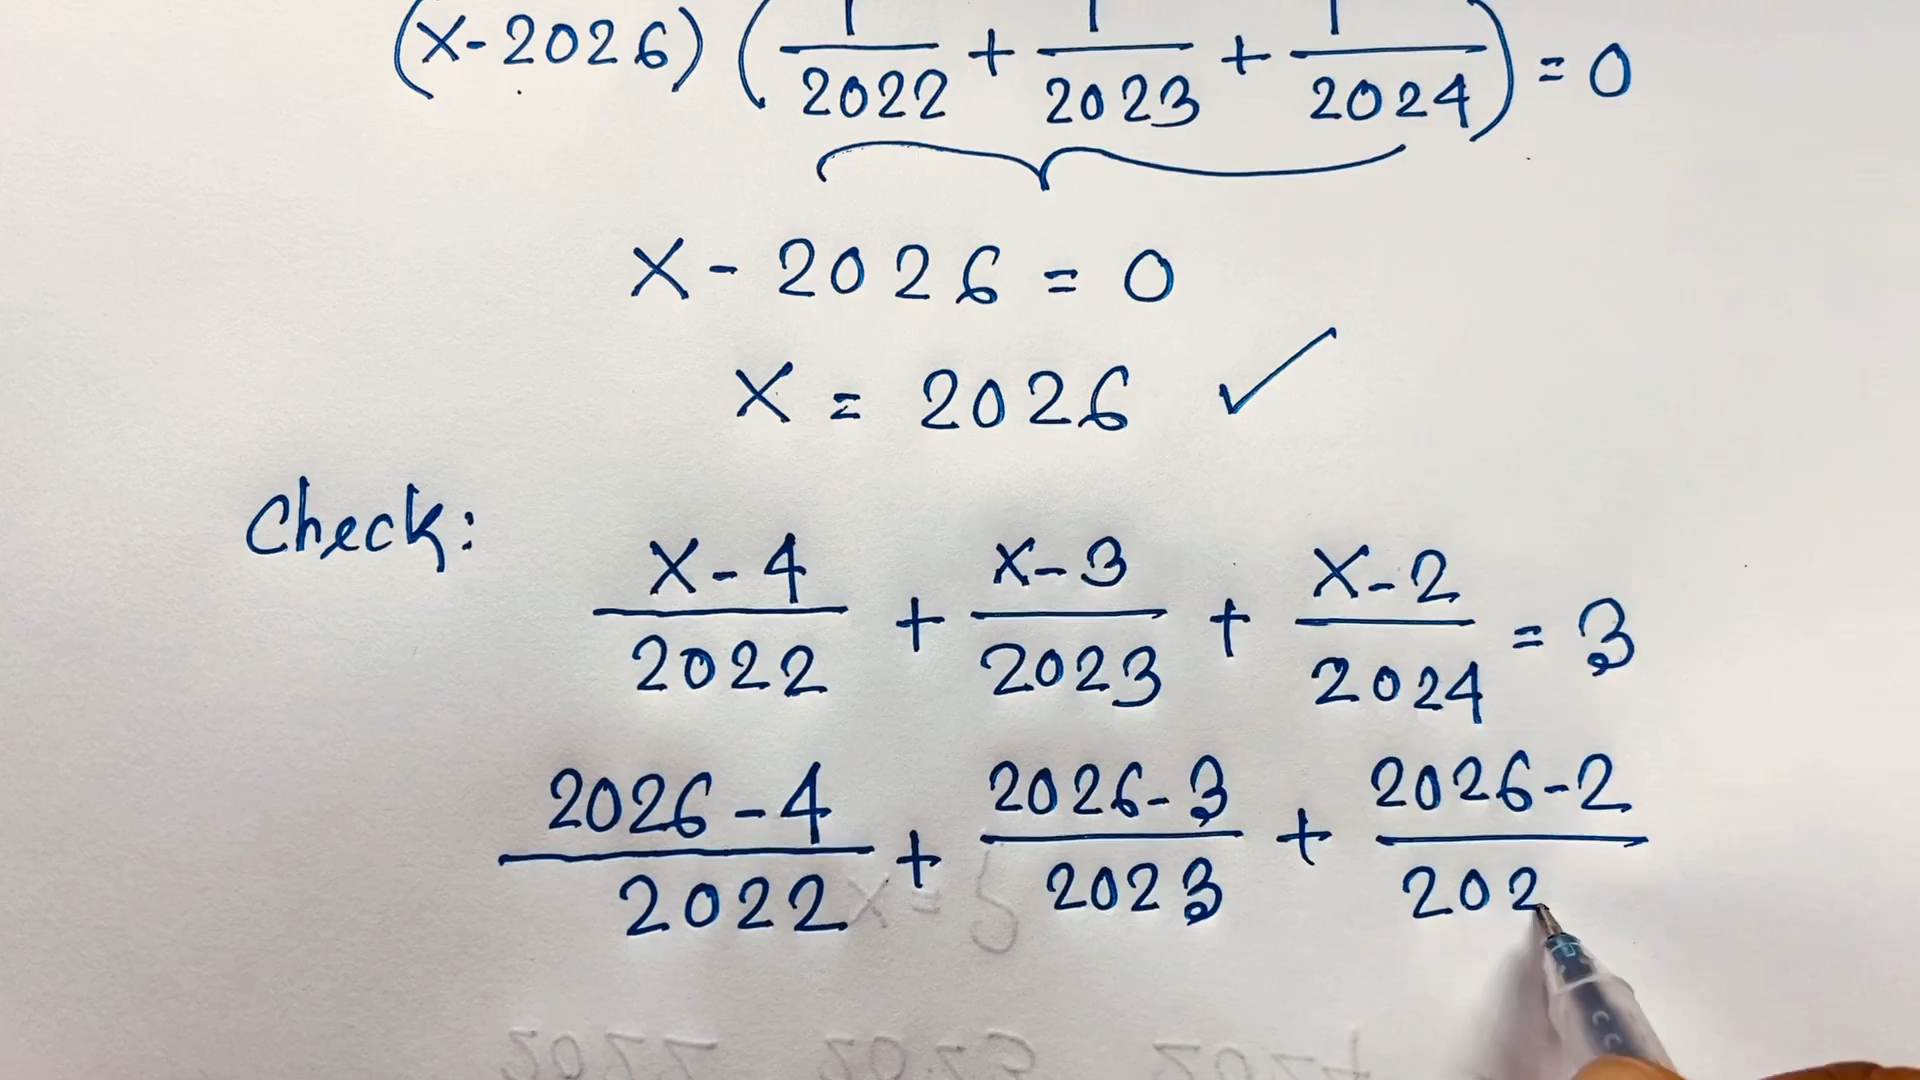 (x-2026) (1/2022 + 1/2023 + 1/2024) = 0
x - 2026 = 0
x = 2026 ✓
Check:
(x-4)/2022 + (x-3)/2023 + (x-2)/2024 = 3
(2026-4)/2022 + (2026-3)/2023 + (2026-2)/202